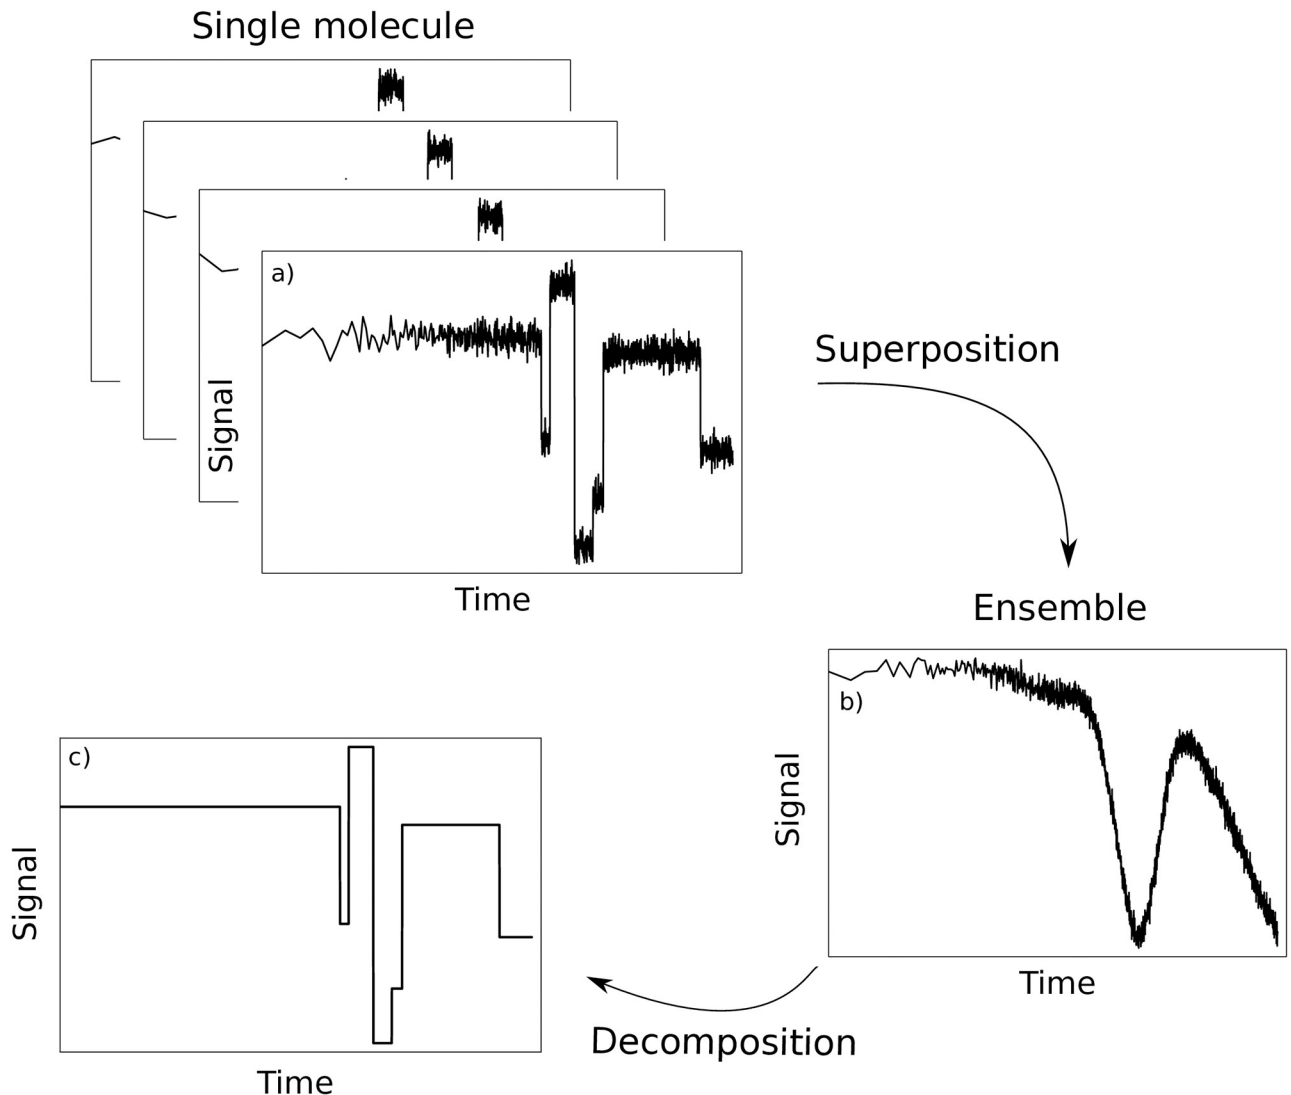 Single molecule
a)
Signal
Time
Superposition
Ensemble
b)
Signal
Time
Decomposition
c)
Signal
Time